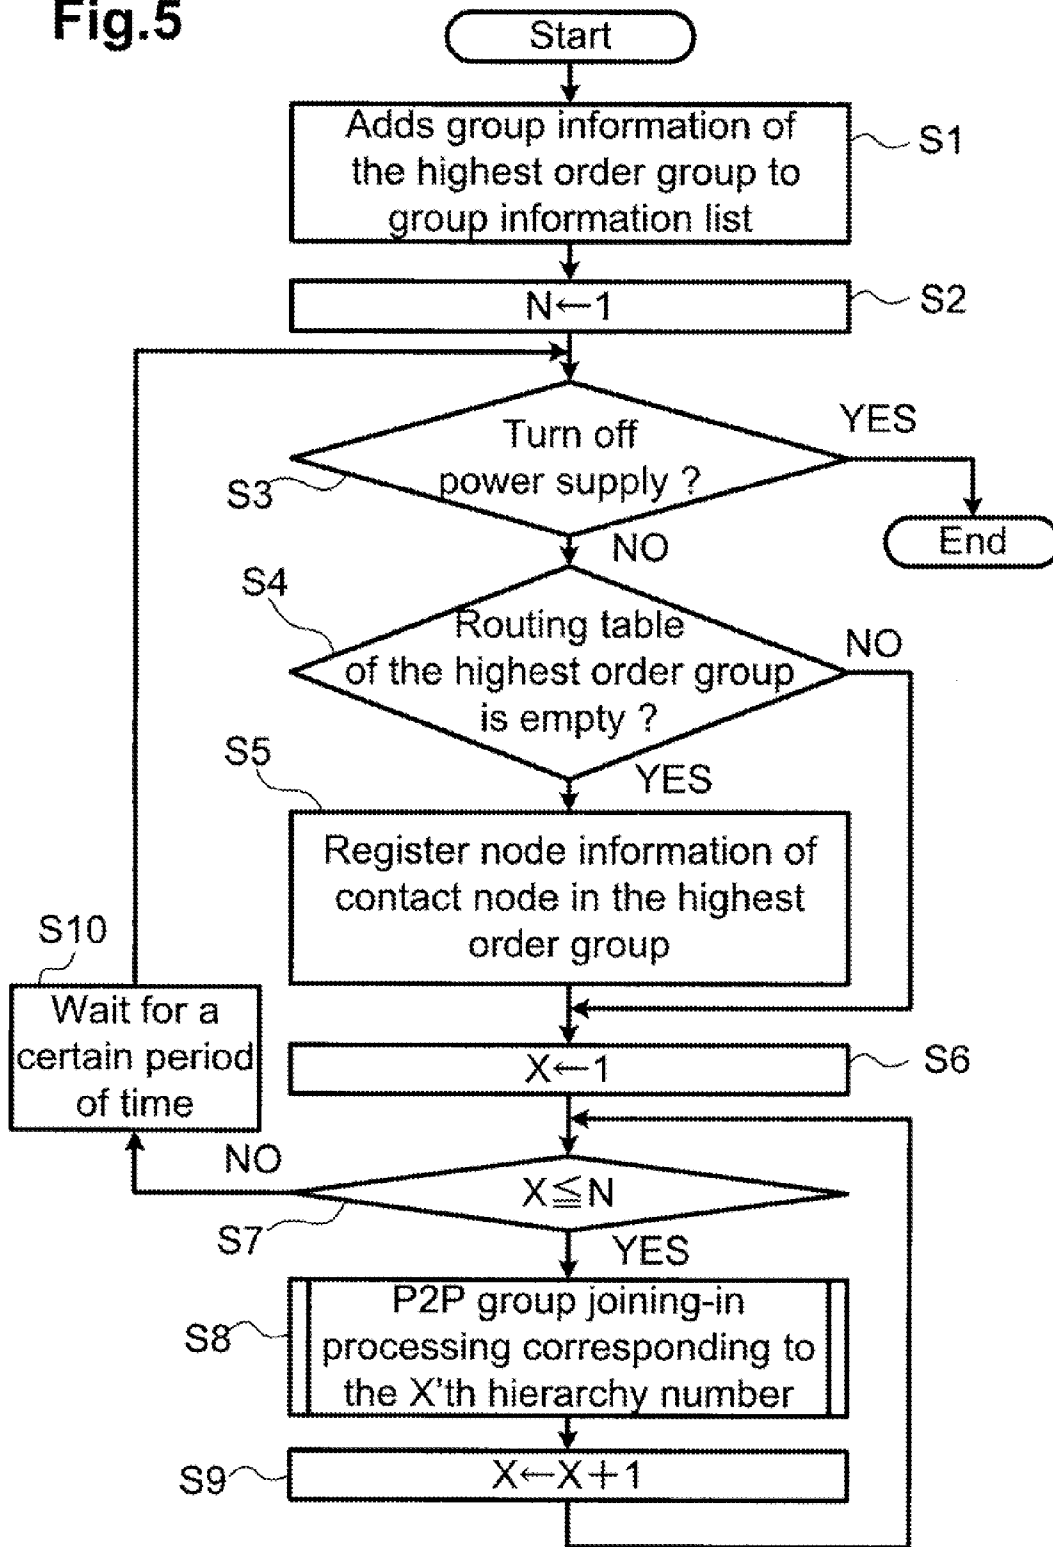 Fig.5
Start
Adds group information of
the highest order group to
group information list
S1
N←1
S2
Turn off
power supply ?
YES
S3
NO
End
S4
Routing table
of the highest order group
is empty ?
NO
S5
YES
Register node information of
contact node in the highest
order group
S10
Wait for a
certain period
of time
X←1
S6
NO
X≦N
S7
YES
P2P group joining-in
processing corresponding to
the X'th hierarchy number
S8
X←X+1
S9